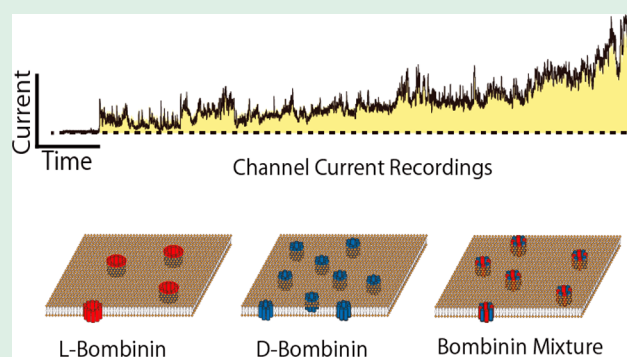 Current
Time
Channel Current Recordings
L-Bombinin
D-Bombinin
Bombinin Mixture